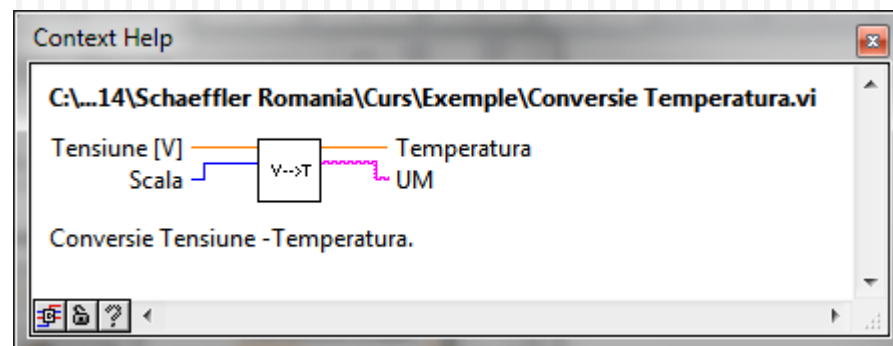 Context Help
C:\...14\Schaeffler Romania\Curs\Exemple\Conversie Temperatura.vi
Tensiune [V] Temperatura
Scala V-->T UM
Conversie Tensiune -Temperatura.
?